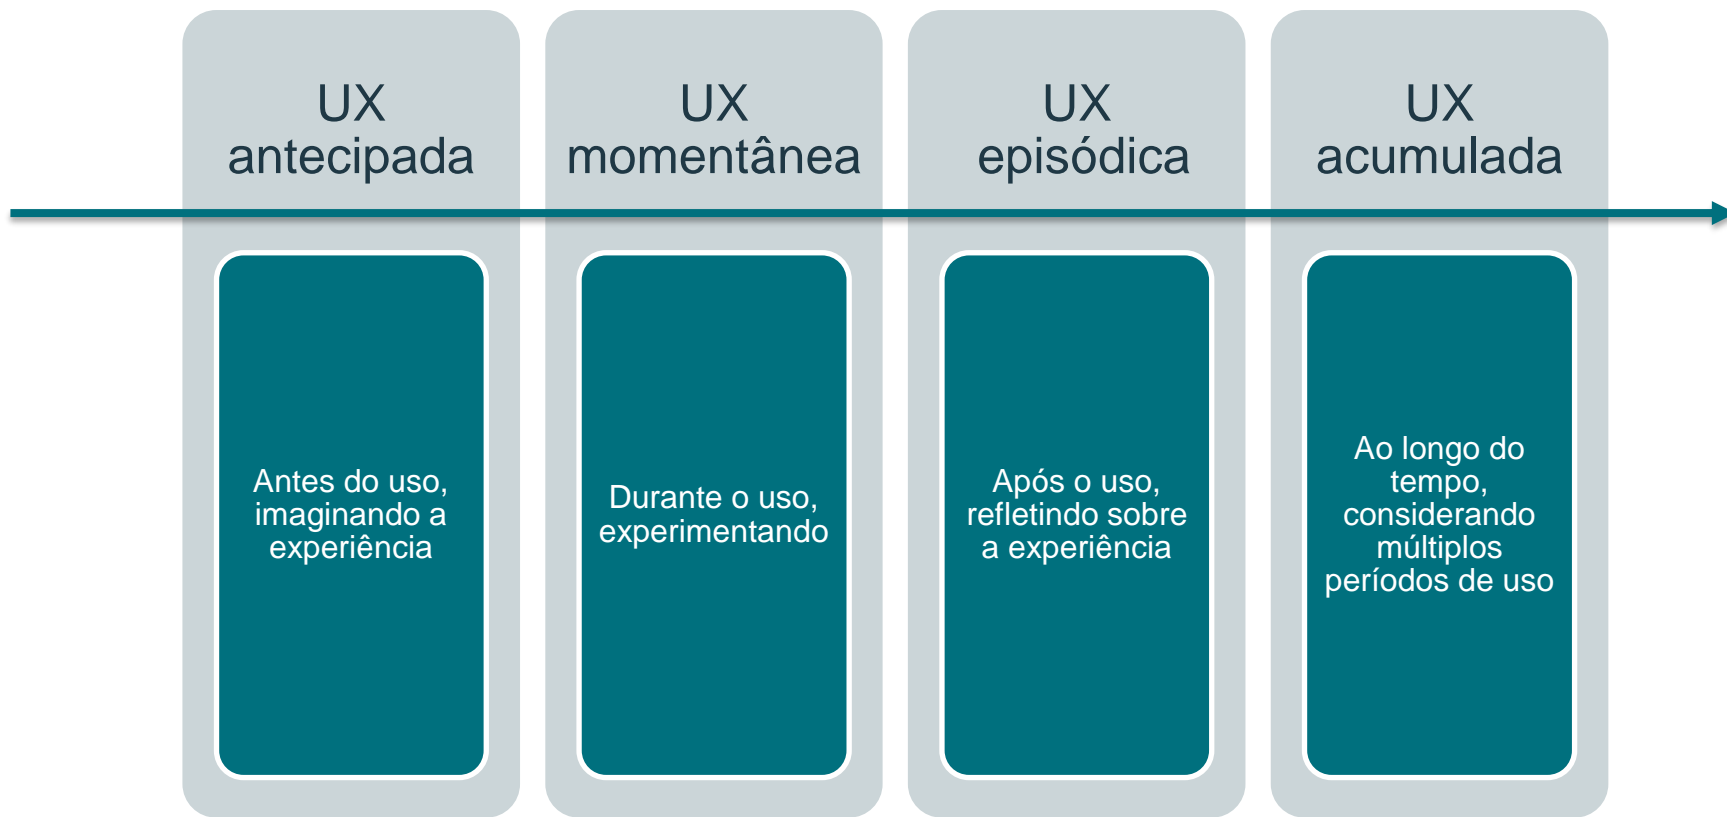 UX
antecipada
UX
momentânea
UX
episódica
UX
acumulada
Antes do uso,
imaginando a
experiência
Durante o uso,
experimentando
Após o uso,
refletindo sobre
a experiência
Ao longo do
tempo,
considerando
múltiplos
períodos de uso